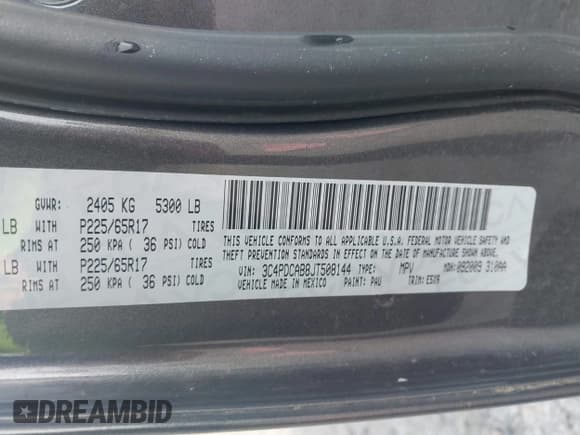 GVWR: 2405 KG 5300 LB
LB WITH P225/65R17 TIRES
RIMS AT 250 KPA ( 36 PSI) COLD
LB WITH P225/65R17 TIRES
RIMS AT 250 KPA ( 36 PSI) COLD
THIS VEHICLE CONFORMS TO ALL APPLICABLE U.S.A. FEDERAL MOTOR VEHICLE SAFETY AND
THEFT PREVENTION STANDARDS IN EFFECT ON THE DATE OF MANUFACTURE SHOWN ABOVE.
VIN: 3C4PDCAB8JT508144 TYPE: MPV MDH: 092009 310AA
VEHICLE MADE IN MEXICO PAINT: PAU TRIM: E5X9
DREAMBID